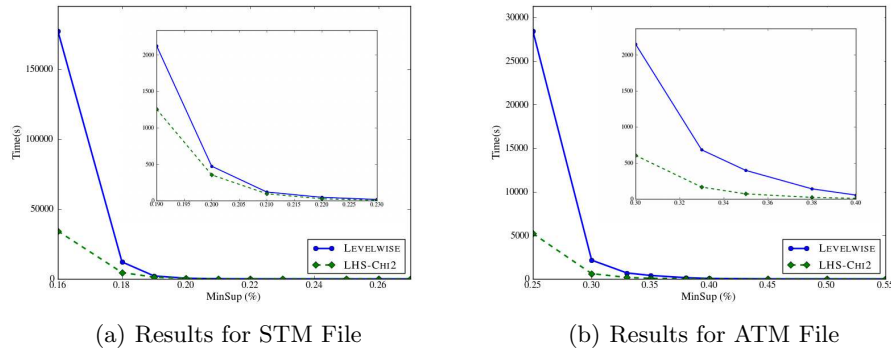 150000
100000
50000
0
Time(s)
0.16 0.18 0.20 0.22 0.24 0.26
MinSup (%)
2000
1500
1000
500
0
0.190 0.195 0.200 0.205 0.210 0.215 0.220 0.225 0.230
LEVELWISE
LHS-CHI2
(a) Results for STM File
30000
25000
20000
15000
10000
5000
0
Time(s)
0.25 0.30 0.35 0.40 0.45 0.50 0.55
MinSup (%)
2000
1500
1000
500
0
0.30 0.32 0.34 0.36 0.38 0.40
LEVELWISE
LHS-CHI2
(b) Results for ATM File